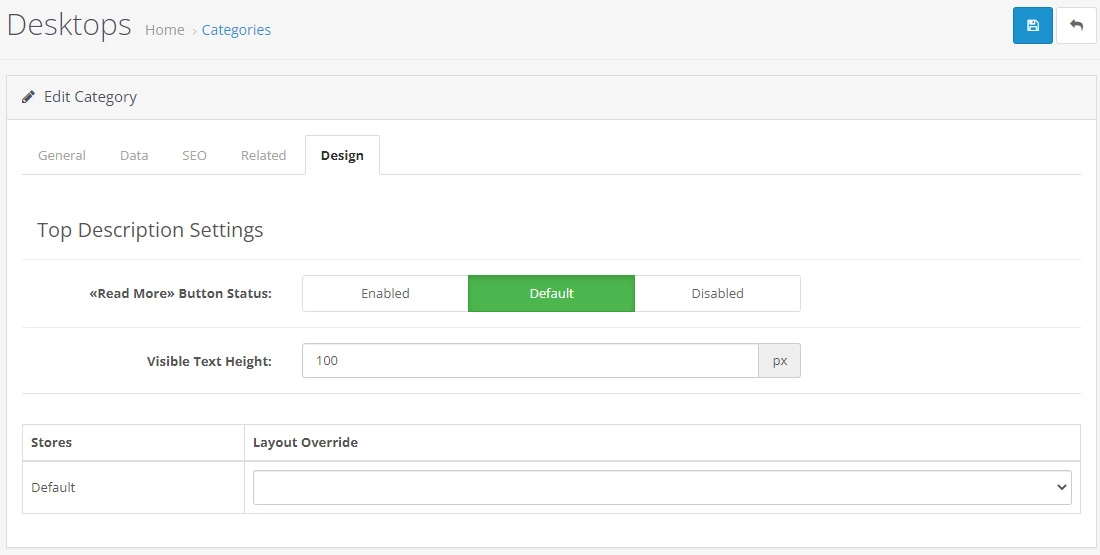 Desktops Home › Categories
Edit Category
General Data SEO Related Design
Top Description Settings
«Read More» Button Status: Enabled Default Disabled
Visible Text Height: 100 px
Stores Layout Override
Default